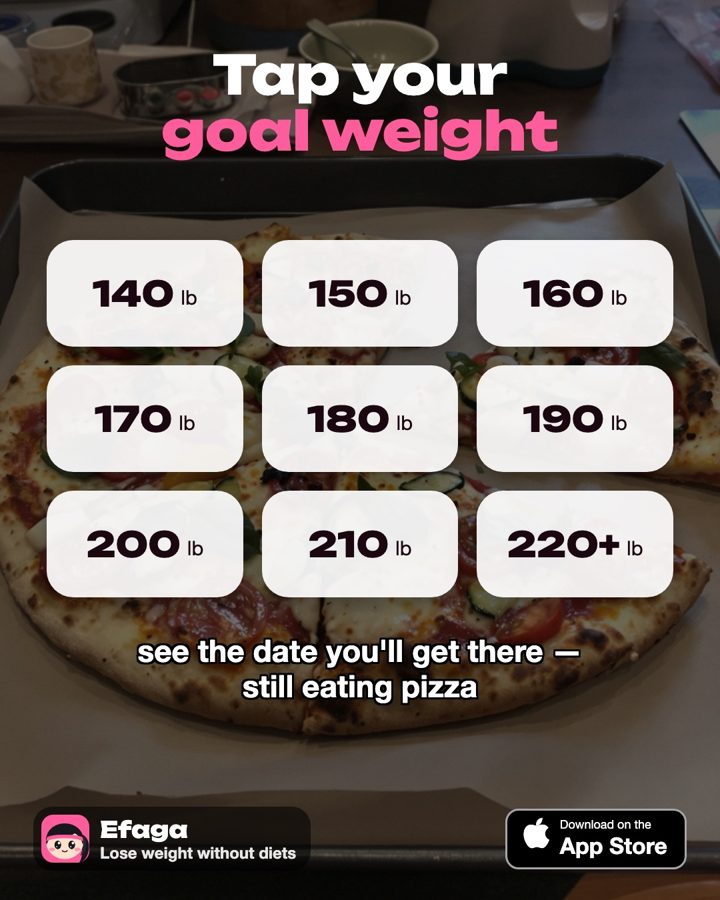 Tap your
goal weight
140 lb
150 lb
160 lb
170 lb
180 lb
190 lb
200 lb
210 lb
220+ lb
see the date you'll get there —
still eating pizza
Efaga
Lose weight without diets
Download on the
App Store